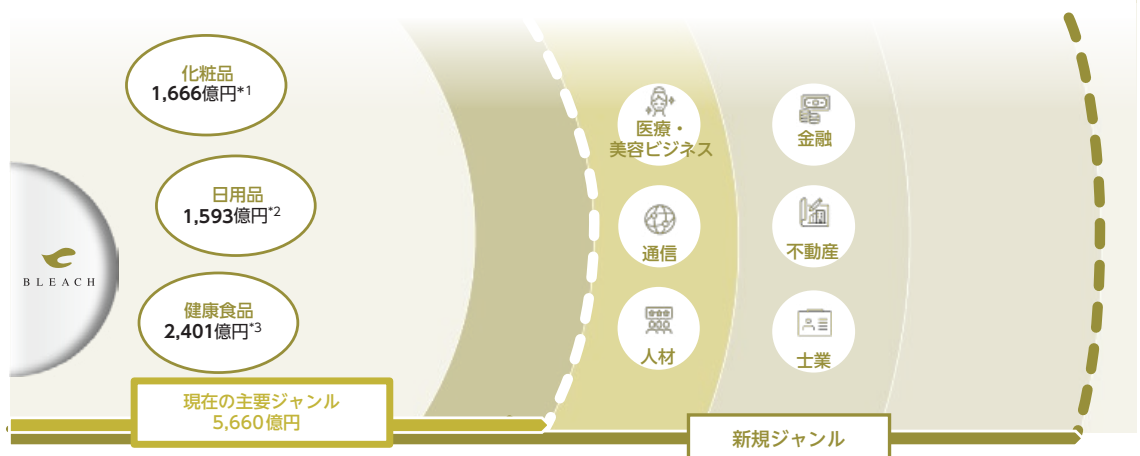 化粧品
1,666億円*1
日用品
1,593億円*2
BLEACH
健康食品
2,401億円*3
現在の主要ジャンル
5,660億円
医療・
美容ビジネス
通信
人材
金融
不動産
士業
新規ジャンル